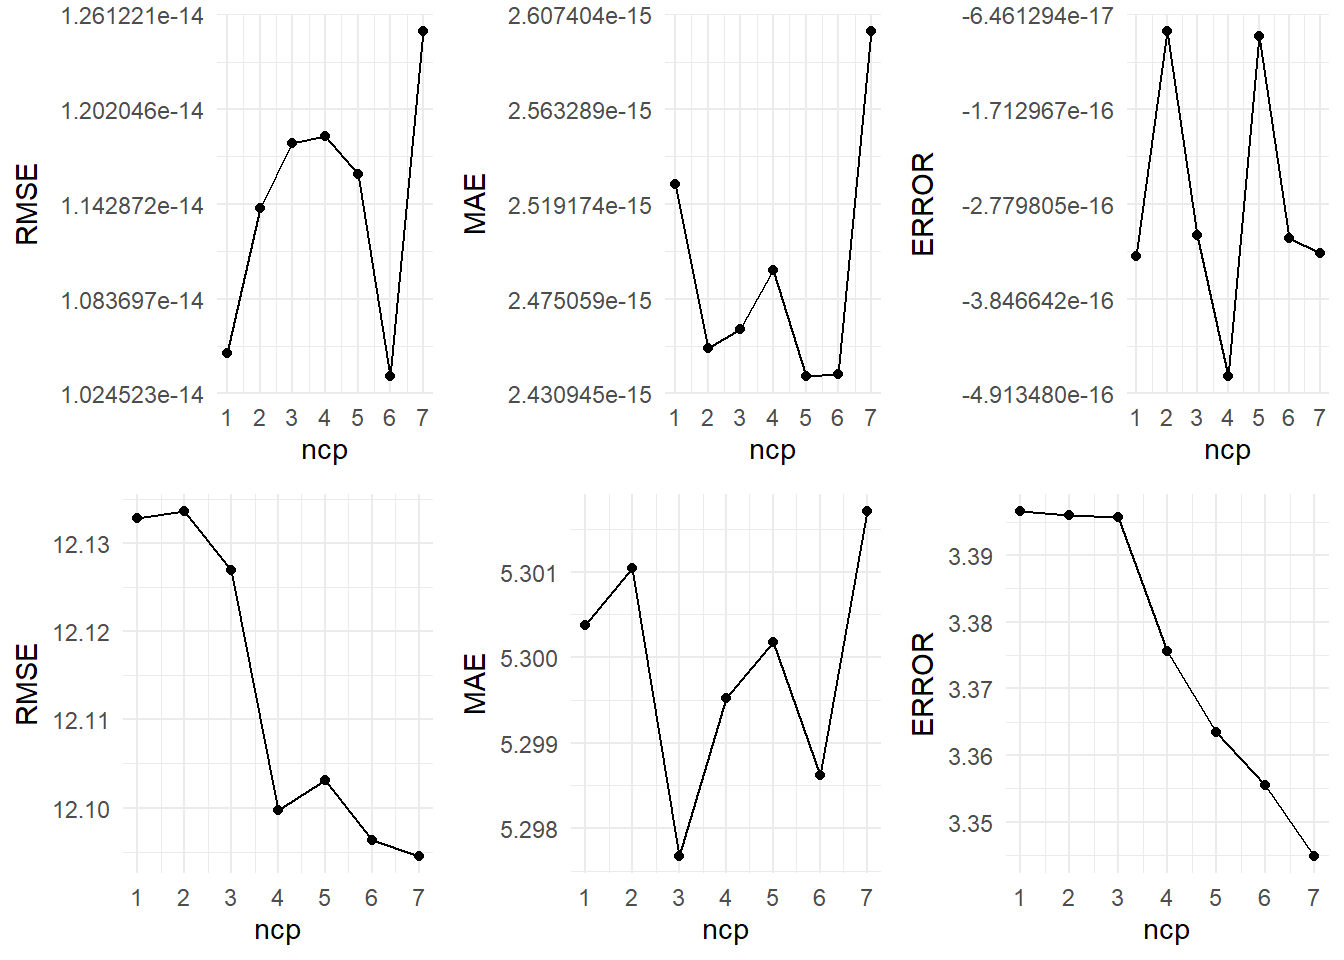 RMSE
1.261221e-14
1.202046e-14
1.142872e-14
1.083697e-14
1.024523e-14
1 2 3 4 5 6 7
ncp
MAE
2.607404e-15
2.563289e-15
2.519174e-15
2.475059e-15
2.430945e-15
1 2 3 4 5 6 7
ncp
ERROR
-6.461294e-17
-1.712967e-16
-2.779805e-16
-3.846642e-16
-4.913480e-16
1 2 3 4 5 6 7
ncp
RMSE
12.13
12.12
12.11
12.10
1 2 3 4 5 6 7
ncp
MAE
5.301
5.300
5.299
5.298
1 2 3 4 5 6 7
ncp
ERROR
3.39
3.38
3.37
3.36
3.35
1 2 3 4 5 6 7
ncp